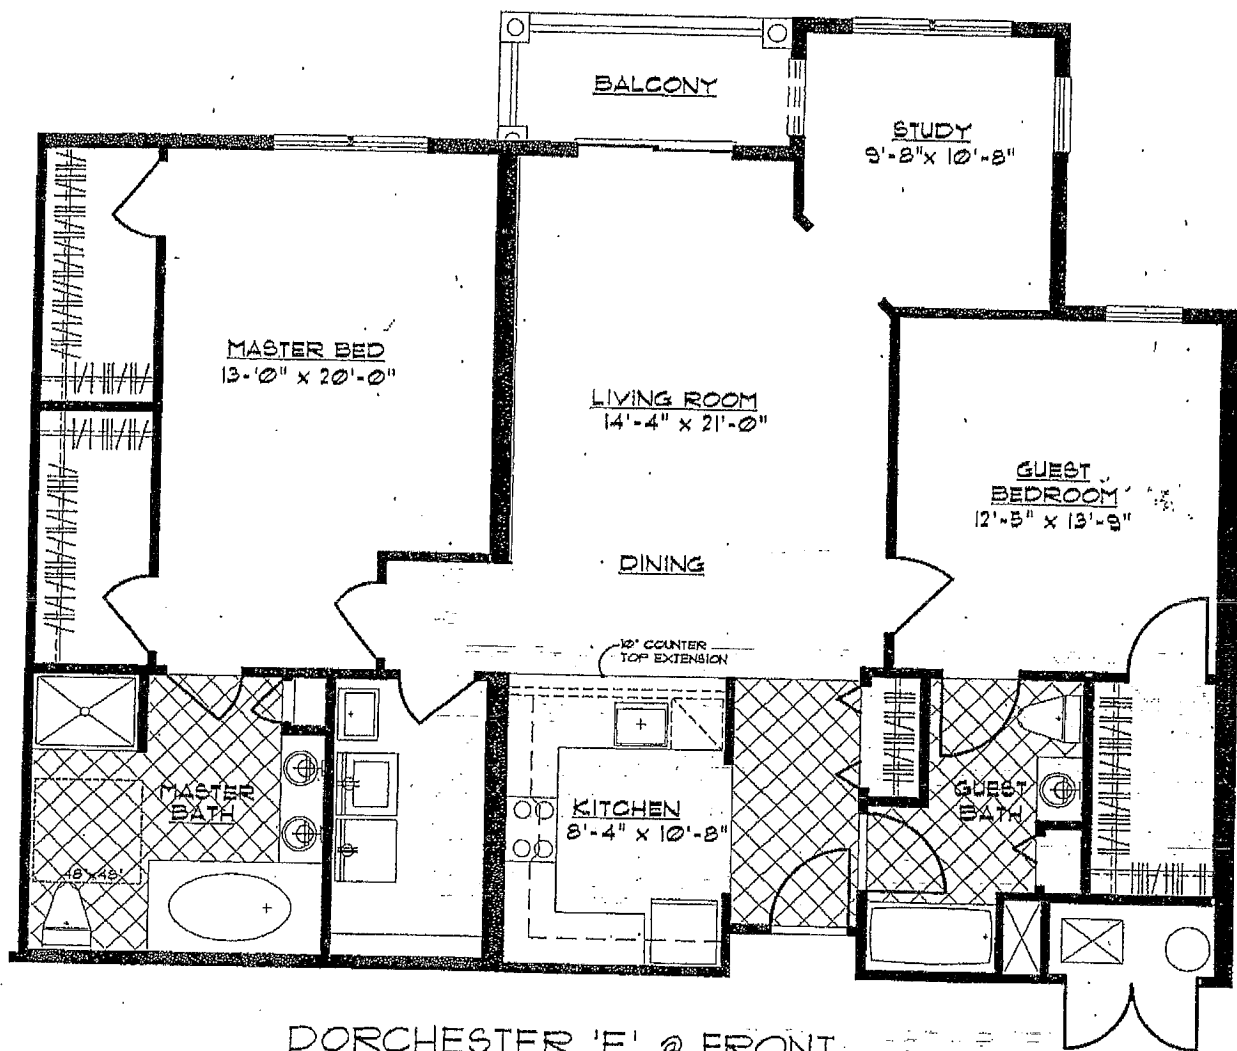 BALCONY
STUDY
9'-8" x 10'-8"
MASTER BED
13-'0" x 20'-0"
LIVING ROOM
14'-4" x 21'-0"
GUEST
BEDROOM
12'-5" x 13'-9"
DINING
10" COUNTER
TOP EXTENSION
MASTER
BATH
KITCHEN
8'-4" x 10'-8"
GUEST
BATH
48"x48"
DORCHESTER 'E' @ FRONT